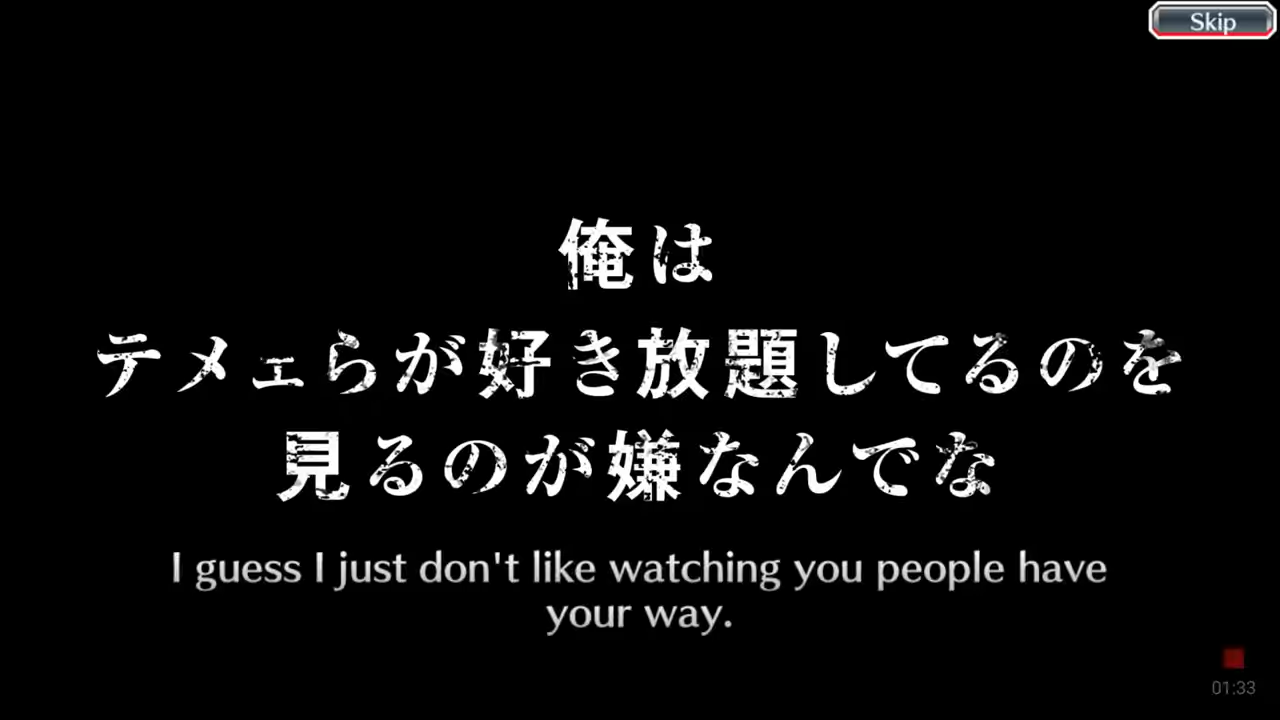 Skip
俺は
テメェらが好き放題してるのを
見るのが嫌なんでな
I guess I just don't like watching you people have
your way.
01:33